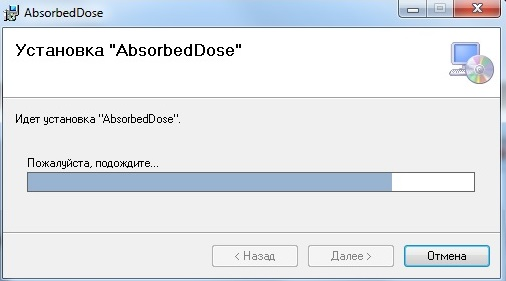 AbsorbedDose
Установка "AbsorbedDose"
Идет установка "AbsorbedDose".
Пожалуйста, подождите...
< Назад
Далее >
Отмена